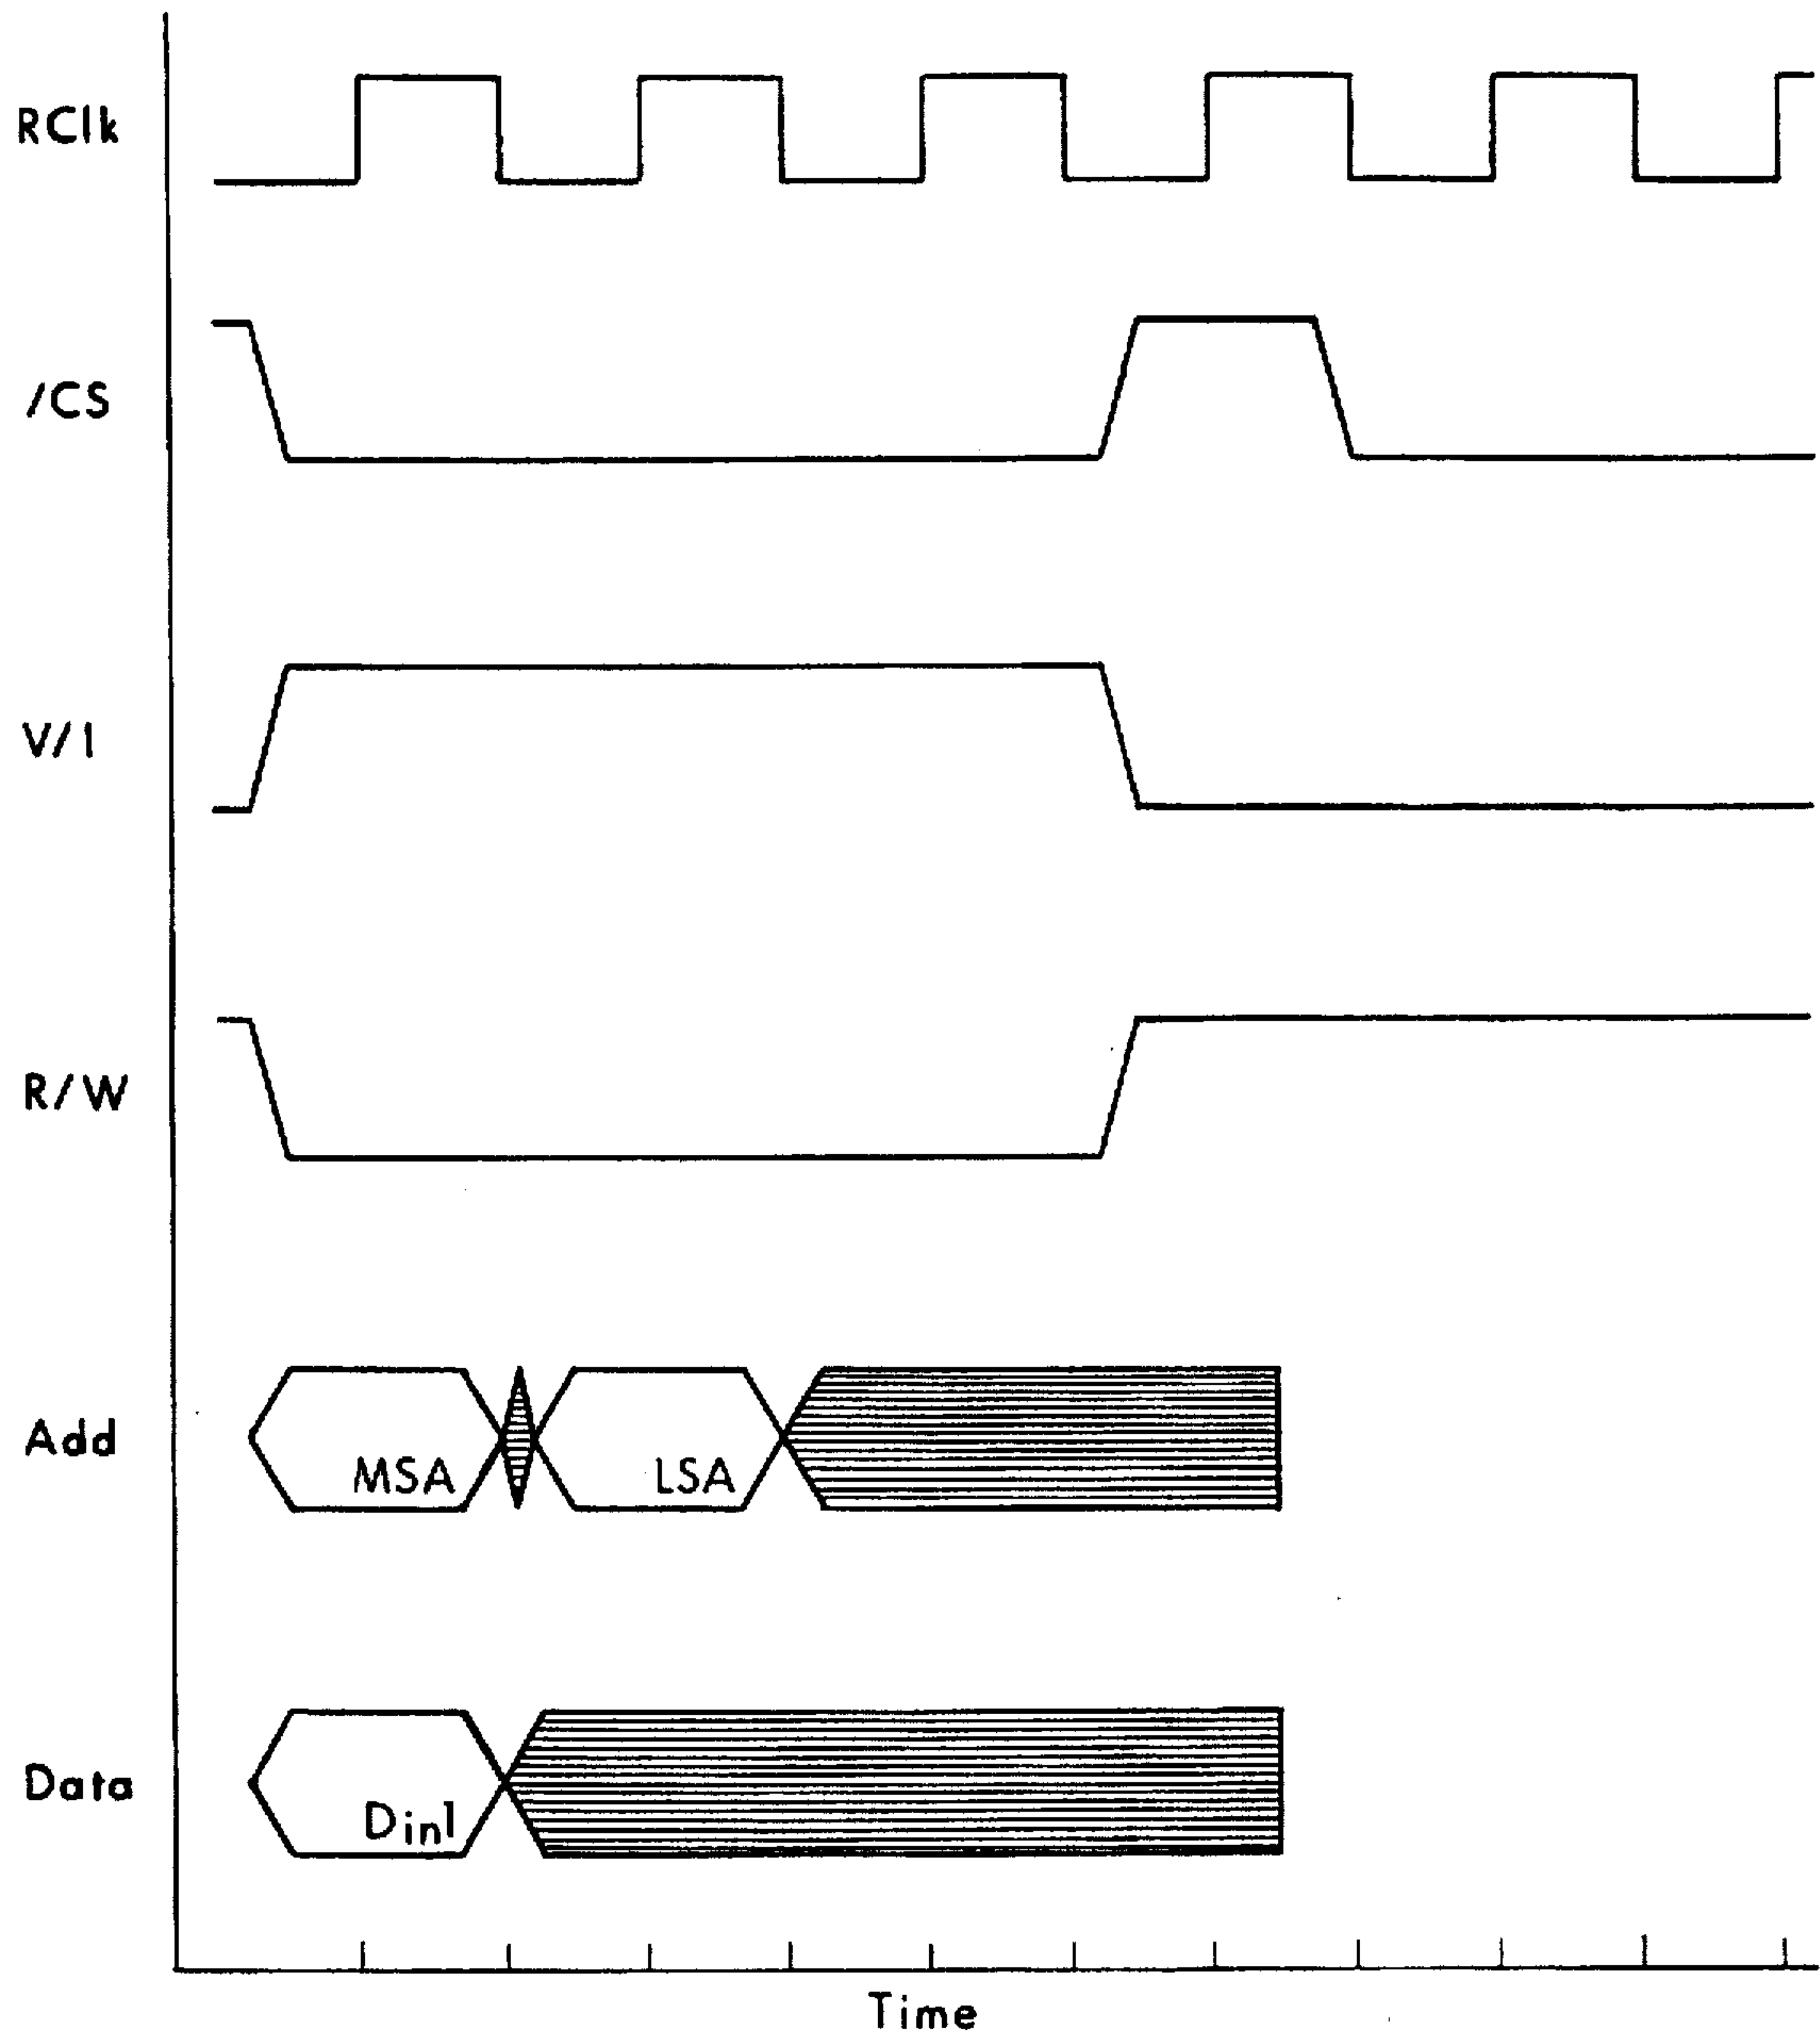 RClk
/CS
V/I
R/W
Add
MSA
LSA
Data
Din1
Time